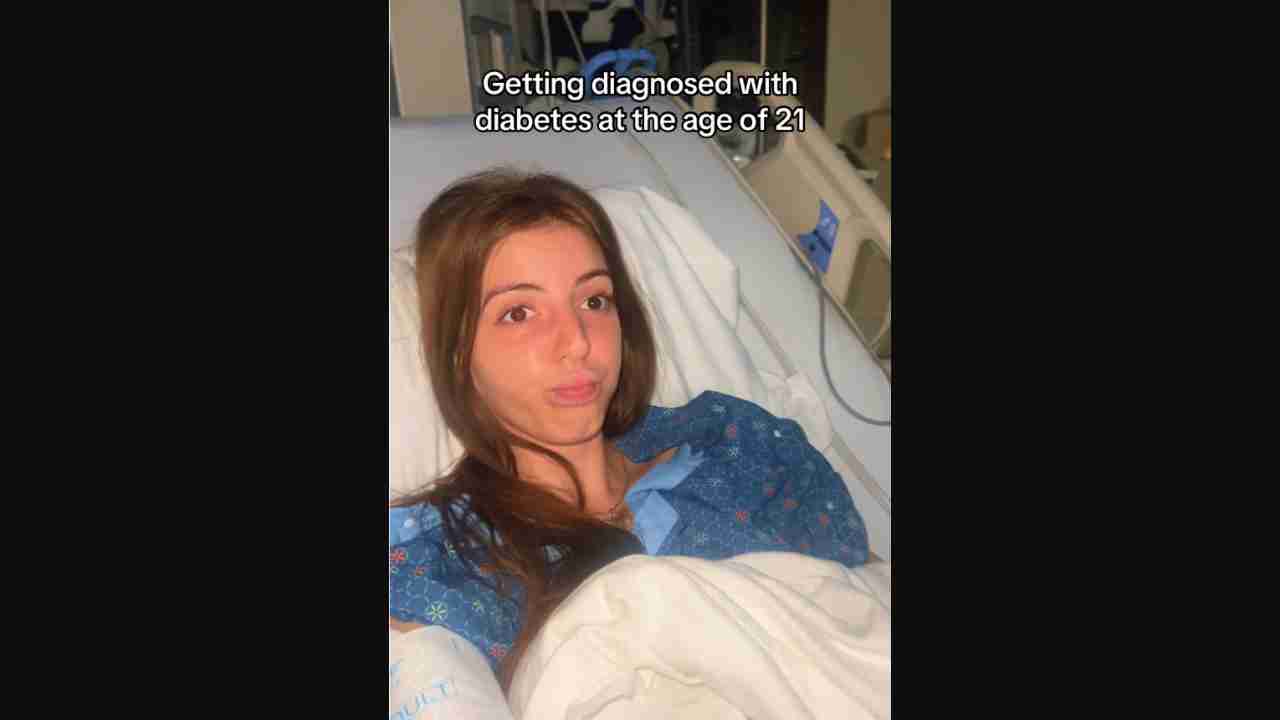 Getting diagnosed with
diabetes at the age of 21